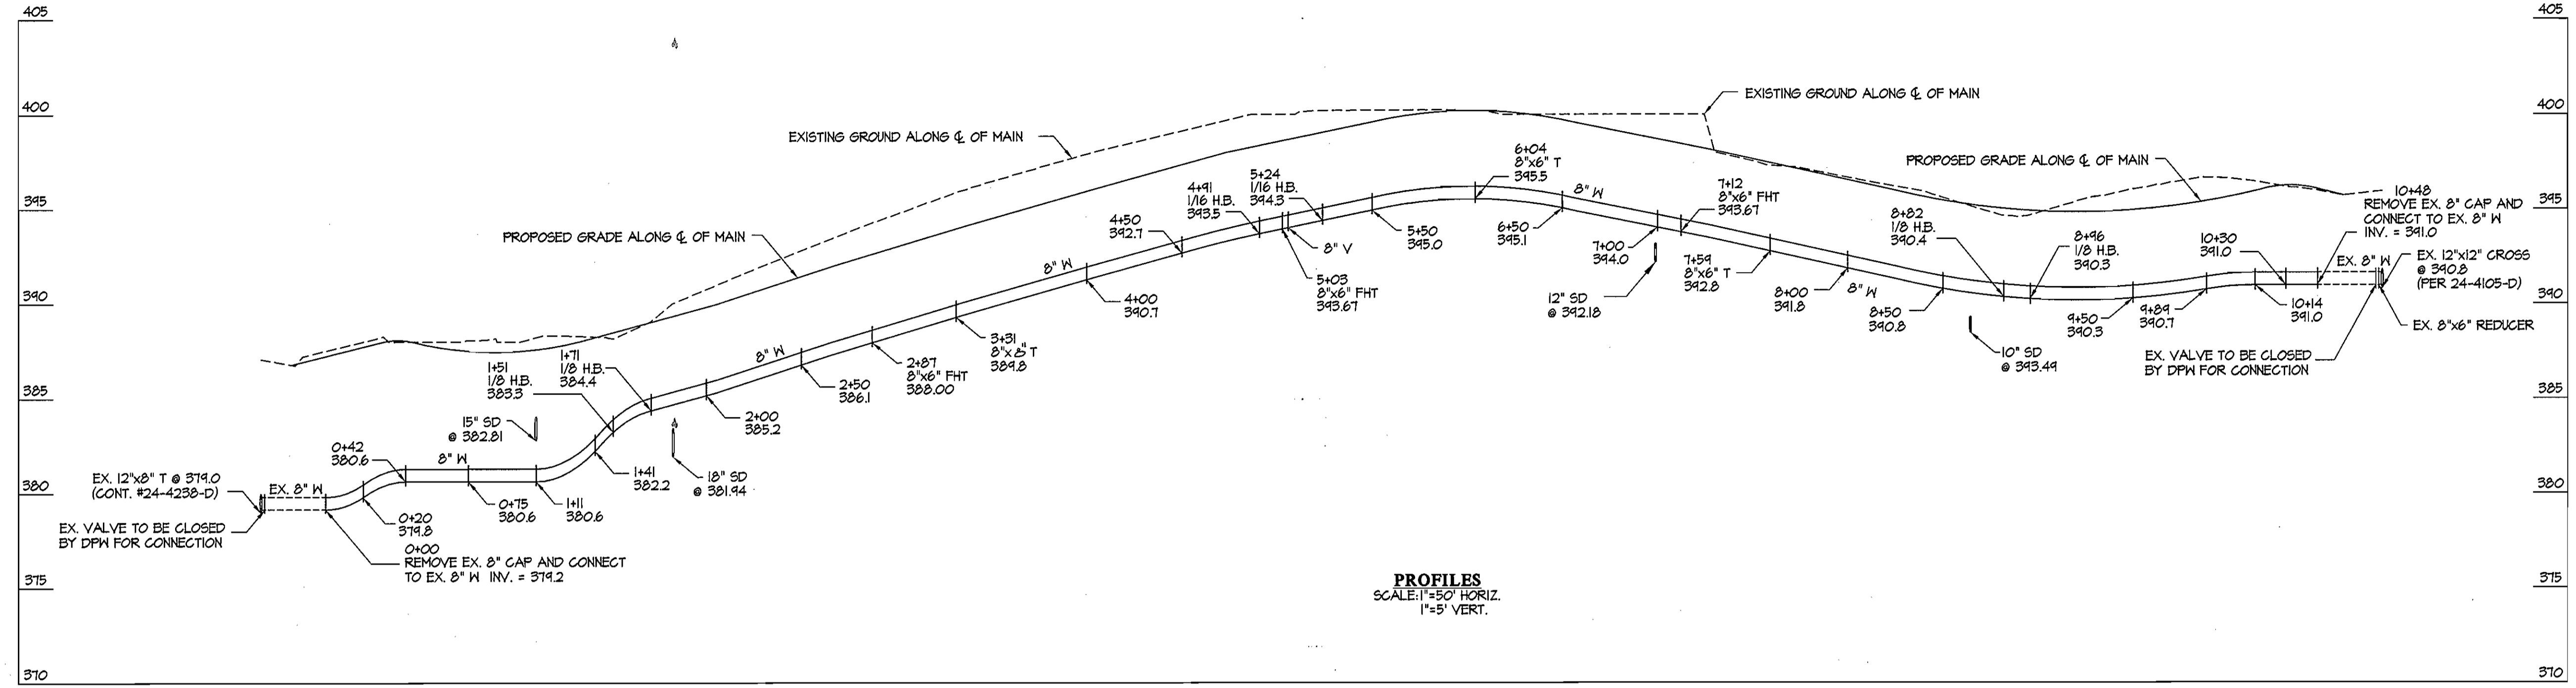 405
400
395
390
385
380
375
370
405
400
395
390
385
380
375
370
EX. 12"x8" T @ 379.0
(CONT. #24-4238-D)
EX. VALVE TO BE CLOSED
BY DPW FOR CONNECTION
EX. 8" W
0+00
REMOVE EX. 8" CAP AND CONNECT
TO EX. 8" W INV. = 379.2
0+20
379.8
0+42
380.6
8" W
0+75
380.6
15" SD
@ 382.81
1+11
380.6
1+41
382.2
1+51
1/8 H.B.
383.3
1+71
1/8 H.B.
384.4
18" SD
@ 381.94
2+00
385.2
8" W
2+50
386.1
2+87
8"x6" FHT
388.00
3+31
8"x8" T
389.8
PROPOSED GRADE ALONG ℄ OF MAIN
EXISTING GROUND ALONG ℄ OF MAIN
8" W
4+00
390.7
4+50
392.7
4+91
1/16 H.B.
393.5
5+03
8"x6" FHT
393.67
8" V
5+24
1/16 H.B.
394.3
5+50
395.0
6+04
8"x6" T
395.5
6+50
395.1
8" W
7+00
394.0
12" SD
@ 392.18
7+12
8"x6" FHT
393.67
7+59
8"x6" T
392.8
EXISTING GROUND ALONG ℄ OF MAIN
8+00
391.8
8" W
8+50
390.8
8+82
1/8 H.B.
390.4
8+96
1/8 H.B.
390.3
10" SD
@ 393.49
PROPOSED GRADE ALONG ℄ OF MAIN
9+50
390.3
9+89
390.7
10+14
391.0
10+30
391.0
10+48
REMOVE EX. 8" CAP AND
CONNECT TO EX. 8" W
INV. = 391.0
EX. 8" W
EX. 12"x12" CROSS
@ 390.8
(PER 24-4105-D)
EX. 8"x6" REDUCER
EX. VALVE TO BE CLOSED
BY DPW FOR CONNECTION
PROFILES
SCALE:1"=50' HORIZ.
1"=5' VERT.